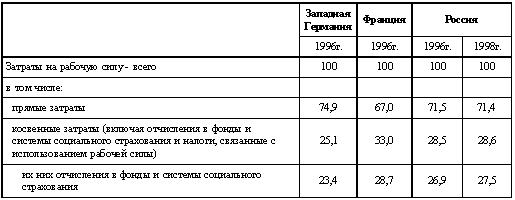 Западная Германия Франция Россия
1996г. 1996г. 1996г. 1998г.
Затраты на рабочую силу - всего 100 100 100 100
в том числе:
прямые затраты 74,9 67,0 71,5 71,4
косвенные затраты (включая отчисления в фонды и
системы социального страхования и налоги, связанные с
использованием рабочей силы) 25,1 33,0 28,5 28,6
их них отчисления в фонды и системы социального
страхования 23,4 28,7 26,9 27,5